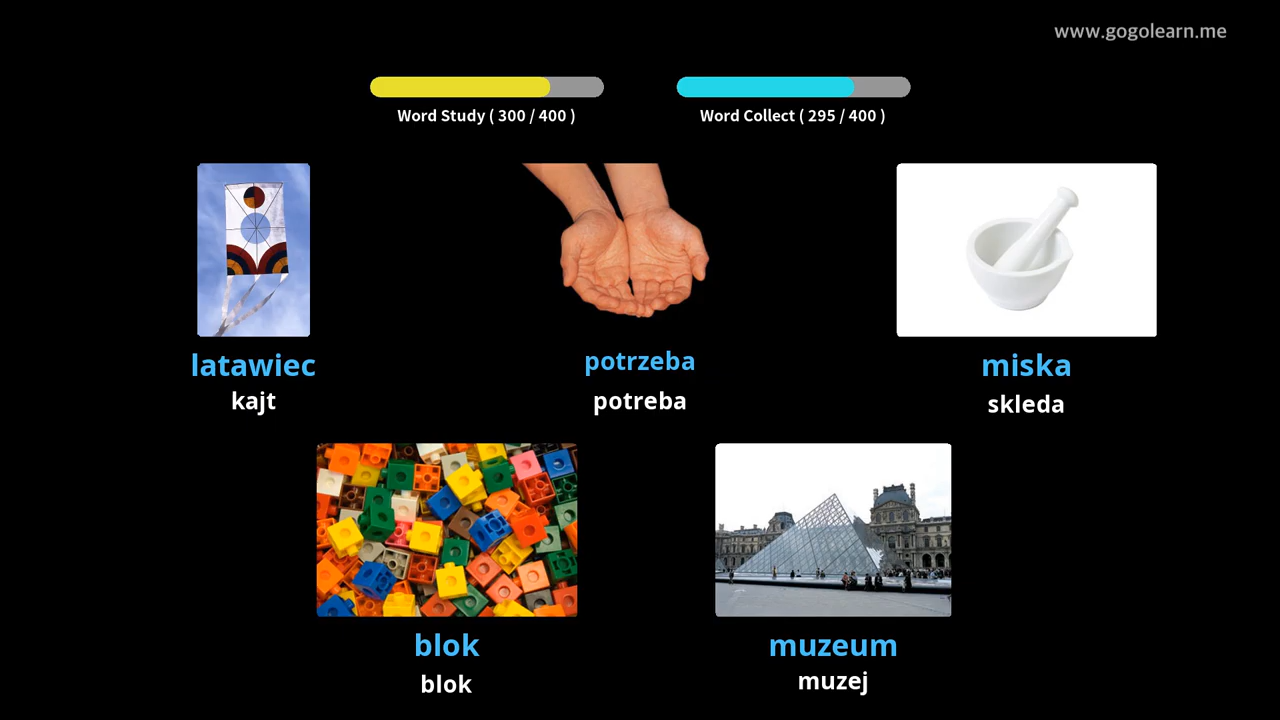 www.gogolearn.me
Word Study ( 300 / 400 )
Word Collect ( 295 / 400 )
latawiec
kajt
potrzeba
potreba
miska
skleda
blok
blok
muzeum
muzej